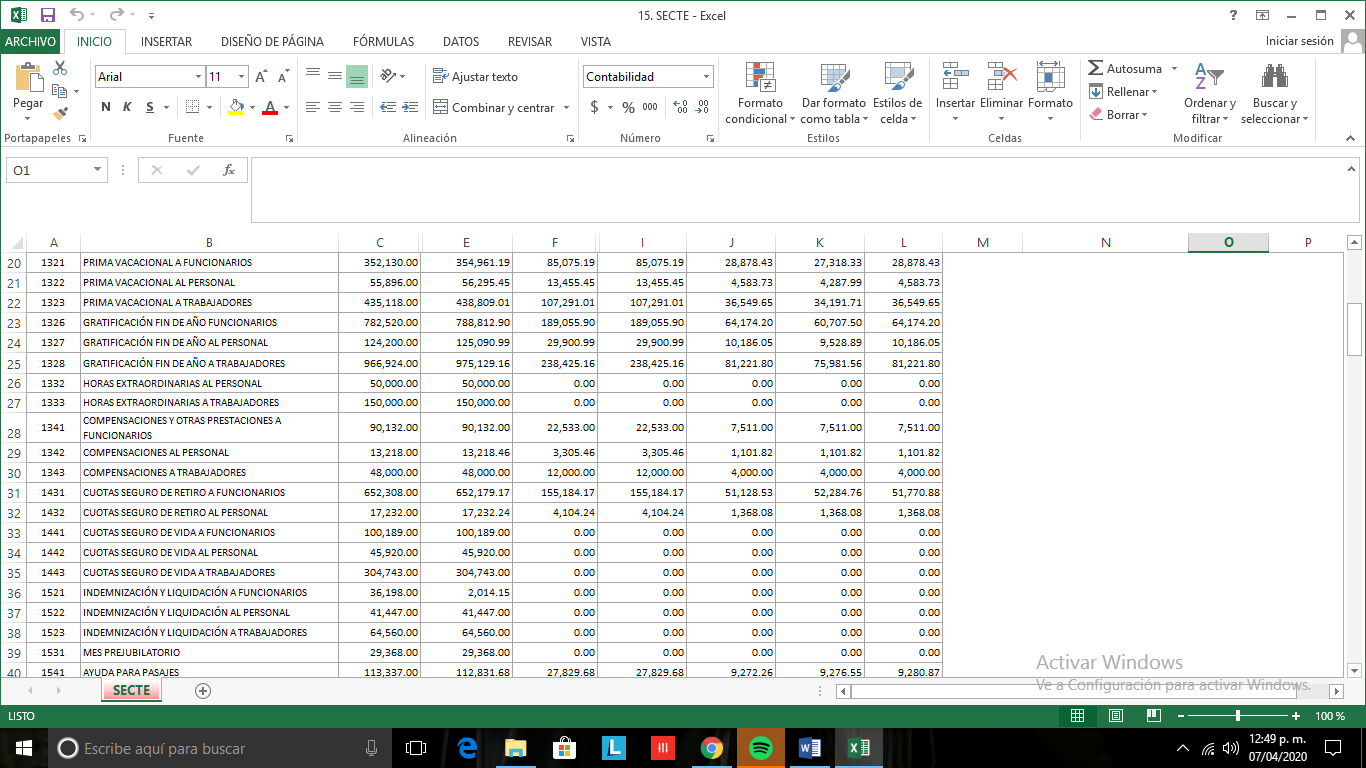 15. SECTE - Excel
ARCHIVO INICIO INSERTAR DISEÑO DE PÁGINA FÓRMULAS DATOS REVISAR VISTA Iniciar sesión
Pegar
Arial 11
N K S
Ajustar texto
Combinar y centrar
Contabilidad
$ % 000
Formato condicional
Dar formato como tabla
Estilos de celda
Insertar Eliminar Formato
Autosuma
Rellenar
Borrar
Ordenar y filtrar
Buscar y seleccionar
Portapapeles Fuente Alineación Número Estilos Celdas Modificar
O1 fx
A B C E F I J K L M N O P
20 1321 PRIMA VACACIONAL A FUNCIONARIOS 352,130.00 354,961.19 85,075.19 85,075.19 28,878.43 27,318.33 28,878.43
21 1322 PRIMA VACACIONAL AL PERSONAL 55,896.00 56,295.45 13,455.45 13,455.45 4,583.73 4,287.99 4,583.73
22 1323 PRIMA VACACIONAL A TRABAJADORES 435,118.00 438,809.01 107,291.01 107,291.01 36,549.65 34,191.71 36,549.65
23 1326 GRATIFICACIÓN FIN DE AÑO FUNCIONARIOS 782,520.00 788,812.90 189,055.90 189,055.90 64,174.20 60,707.50 64,174.20
24 1327 GRATIFICACIÓN FIN DE AÑO AL PERSONAL 124,200.00 125,090.99 29,900.99 29,900.99 10,186.05 9,528.89 10,186.05
25 1328 GRATIFICACIÓN FIN DE AÑO A TRABAJADORES 966,924.00 975,129.16 238,425.16 238,425.16 81,221.80 75,981.56 81,221.80
26 1332 HORAS EXTRAORDINARIAS AL PERSONAL 50,000.00 50,000.00 0.00 0.00 0.00 0.00 0.00
27 1333 HORAS EXTRAORDINARIAS A TRABAJADORES 150,000.00 150,000.00 0.00 0.00 0.00 0.00 0.00
28 1341 COMPENSACIONES Y OTRAS PRESTACIONES A FUNCIONARIOS 90,132.00 90,132.00 22,533.00 22,533.00 7,511.00 7,511.00 7,511.00
29 1342 COMPENSACIONES AL PERSONAL 13,218.00 13,218.46 3,305.46 3,305.46 1,101.82 1,101.82 1,101.82
30 1343 COMPENSACIONES A TRABAJADORES 48,000.00 48,000.00 12,000.00 12,000.00 4,000.00 4,000.00 4,000.00
31 1431 CUOTAS SEGURO DE RETIRO A FUNCIONARIOS 652,308.00 652,179.17 155,184.17 155,184.17 51,128.53 52,284.76 51,770.88
32 1432 CUOTAS SEGURO DE RETIRO AL PERSONAL 17,232.00 17,232.24 4,104.24 4,104.24 1,368.08 1,368.08 1,368.08
33 1441 CUOTAS SEGURO DE VIDA A FUNCIONARIOS 100,189.00 100,189.00 0.00 0.00 0.00 0.00 0.00
34 1442 CUOTAS SEGURO DE VIDA AL PERSONAL 45,920.00 45,920.00 0.00 0.00 0.00 0.00 0.00
35 1443 CUOTAS SEGURO DE VIDA A TRABAJADORES 304,743.00 304,743.00 0.00 0.00 0.00 0.00 0.00
36 1521 INDEMNIZACIÓN Y LIQUIDACIÓN A FUNCIONARIOS 36,198.00 2,014.15 0.00 0.00 0.00 0.00 0.00
37 1522 INDEMNIZACIÓN Y LIQUIDACIÓN AL PERSONAL 41,447.00 41,447.00 0.00 0.00 0.00 0.00 0.00
38 1523 INDEMNIZACIÓN Y LIQUIDACIÓN A TRABAJADORES 64,560.00 64,560.00 0.00 0.00 0.00 0.00 0.00
39 1531 MES PREJUBILATORIO 29,368.00 29,368.00 0.00 0.00 0.00 0.00 0.00
40 1541 AYUDA PARA PASAJES 113,337.00 112,831.68 27,829.68 27,829.68 9,272.26 9,276.55 9,280.87
Activar Windows
Ve a Configuración para activar Windows.
SECTE
LISTO 100 %
Escribe aquí para buscar
12:49 p. m.
07/04/2020